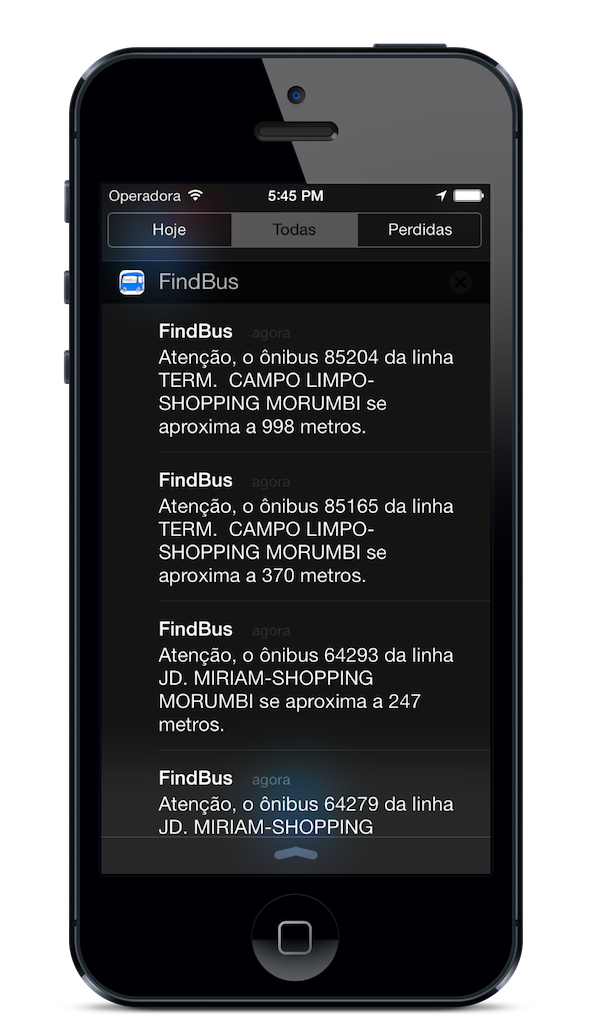 Operadora 5:45 PM
Hoje Todas Perdidas
FindBus
FindBus agora
Atenção, o ônibus 85204 da linha
TERM.  CAMPO LIMPO-
SHOPPING MORUMBI se
aproxima a 998 metros.
FindBus agora
Atenção, o ônibus 85165 da linha
TERM.  CAMPO LIMPO-
SHOPPING MORUMBI se
aproxima a 370 metros.
FindBus agora
Atenção, o ônibus 64293 da linha
JD. MIRIAM-SHOPPING
MORUMBI se aproxima a 247
metros.
FindBus agora
Atenção, o ônibus 64279 da linha
JD. MIRIAM-SHOPPING